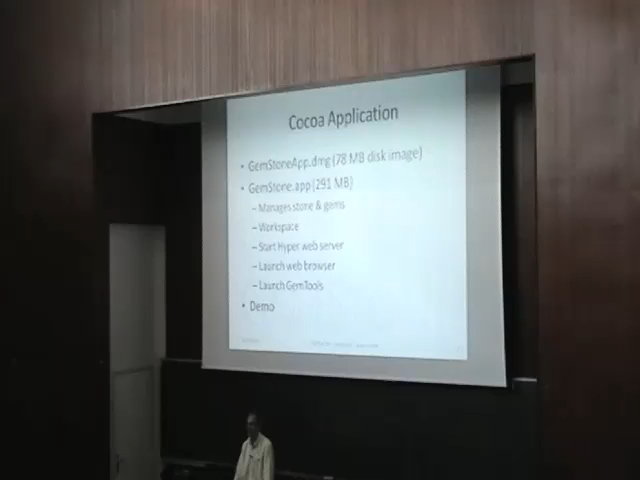 Cocoa Application
• GemStoneApp.dmg (78 MB disk image)
• GemStone.app (291 MB)
– Manages stone & gems
– Workspace
– Start Hyper web server
– Launch web browser
– Launch GemTools
• Demo